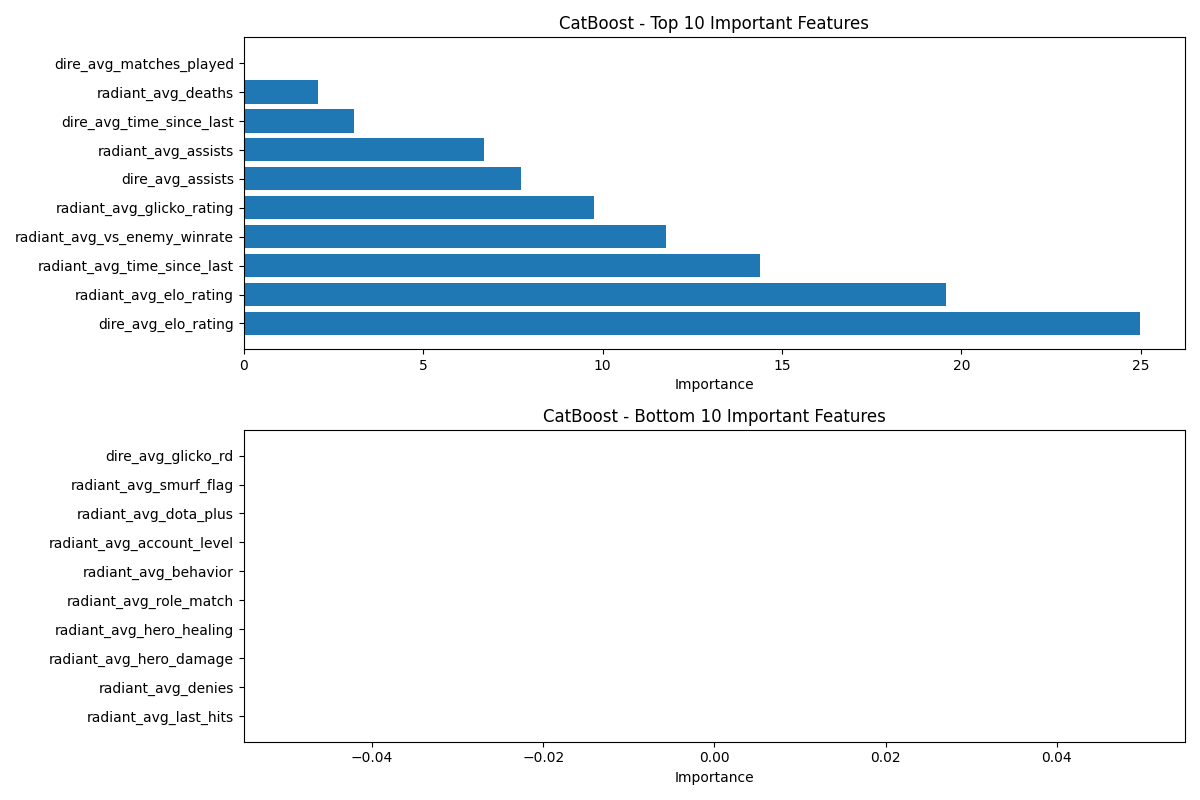 CatBoost - Top 10 Important Features
dire_avg_matches_played
radiant_avg_deaths
dire_avg_time_since_last
radiant_avg_assists
dire_avg_assists
radiant_avg_glicko_rating
radiant_avg_vs_enemy_winrate
radiant_avg_time_since_last
radiant_avg_elo_rating
dire_avg_elo_rating
0 5 10 15 20 25
Importance
CatBoost - Bottom 10 Important Features
dire_avg_glicko_rd
radiant_avg_smurf_flag
radiant_avg_dota_plus
radiant_avg_account_level
radiant_avg_behavior
radiant_avg_role_match
radiant_avg_hero_healing
radiant_avg_hero_damage
radiant_avg_denies
radiant_avg_last_hits
−0.04 −0.02 0.00 0.02 0.04
Importance